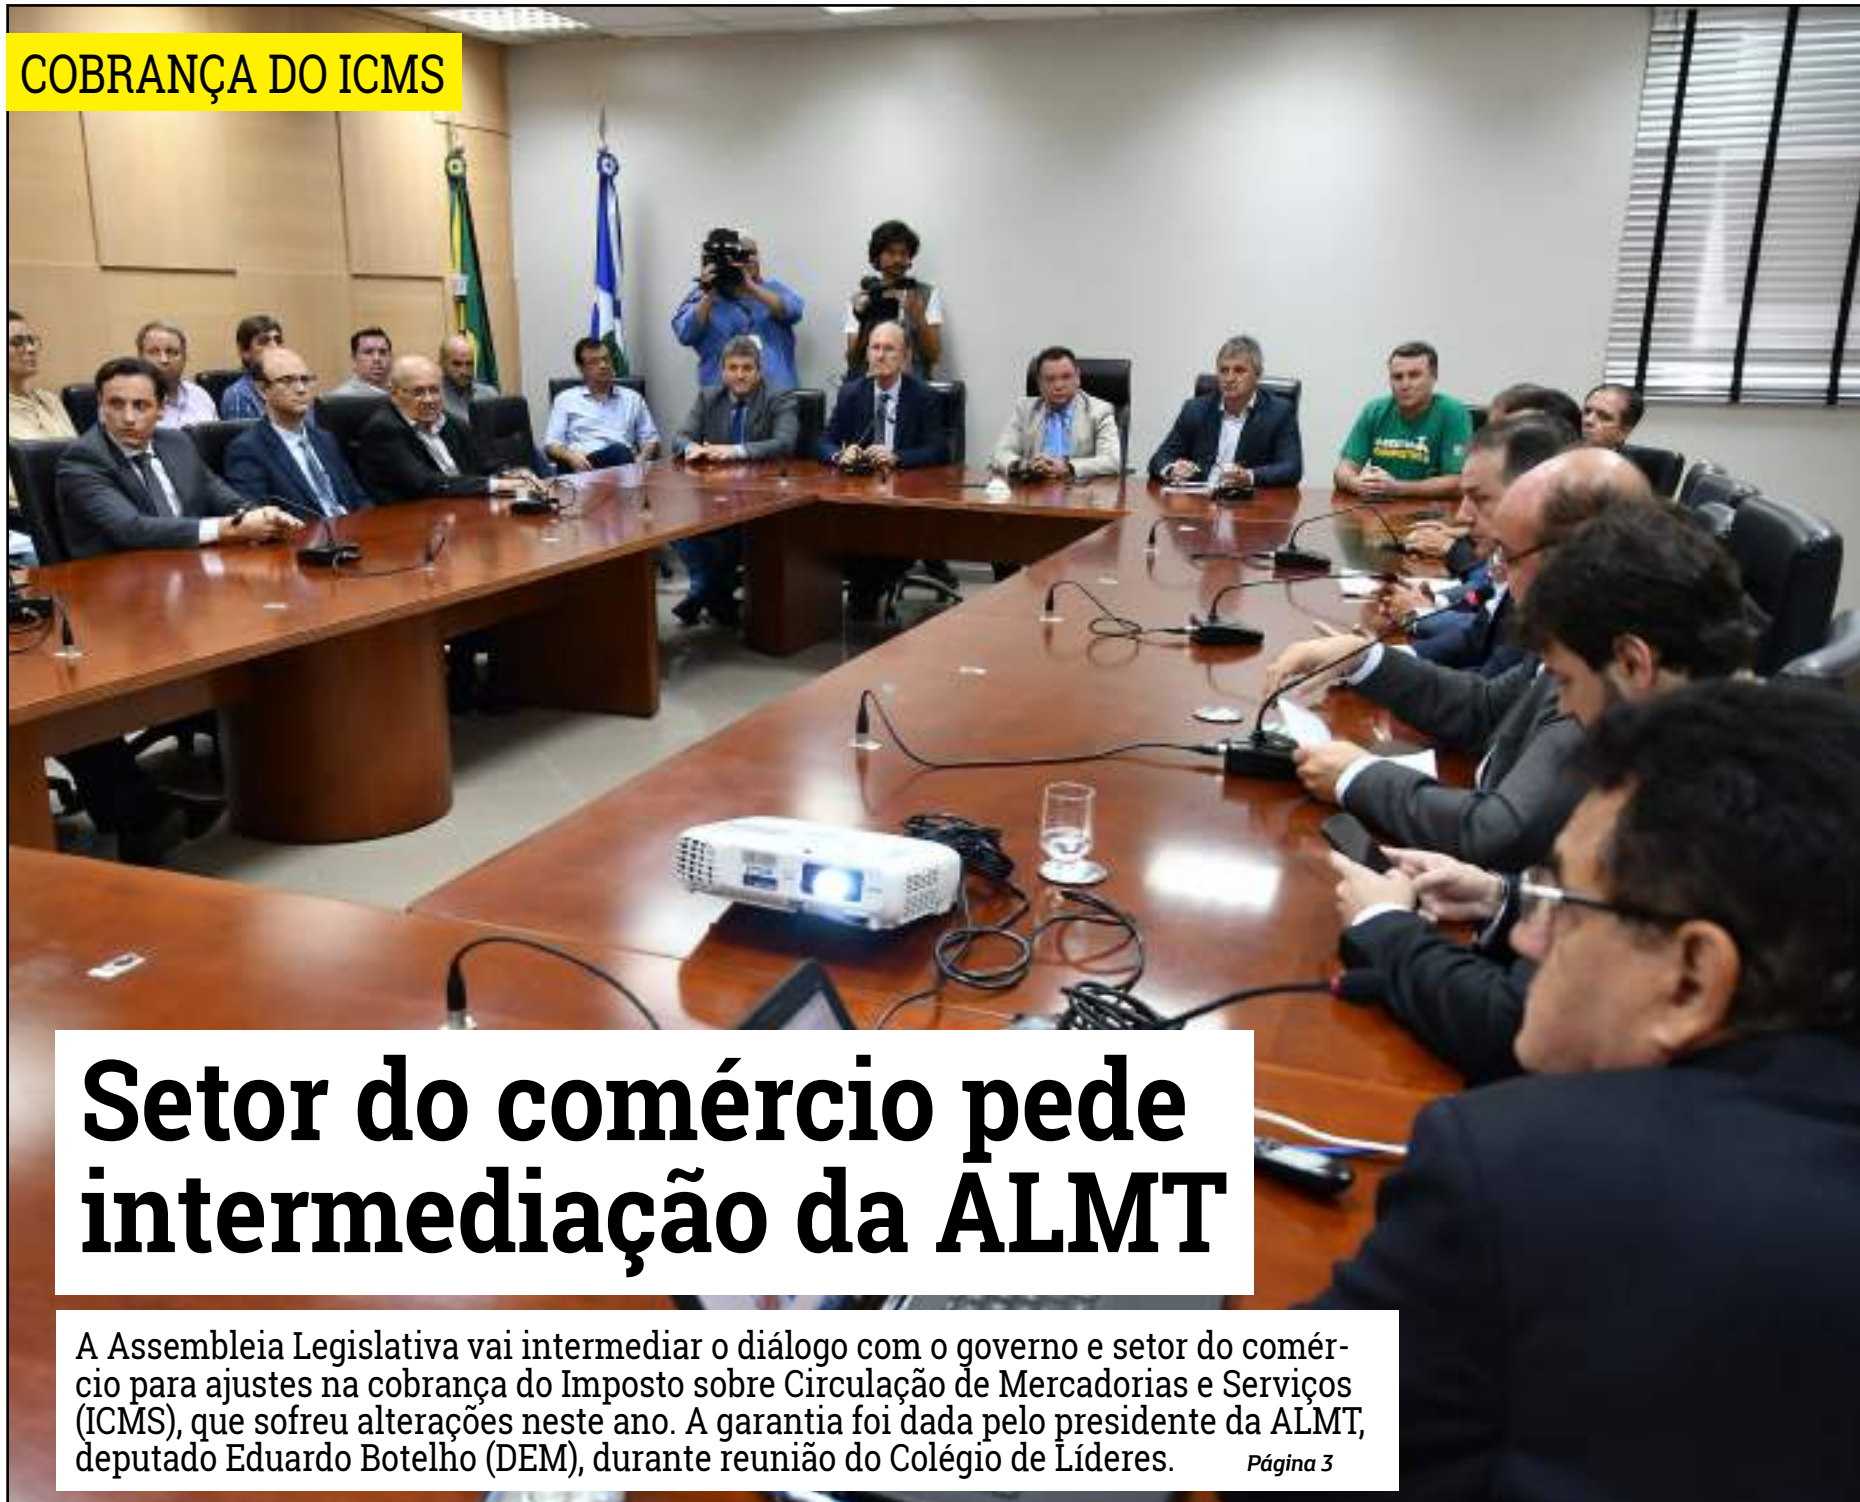 COBRANÇA DO ICMS
Setor do comércio pede
intermediação da ALMT
A Assembleia Legislativa vai intermediar o diálogo com o governo e setor do comér-
cio para ajustes na cobrança do Imposto sobre Circulação de Mercadorias e Serviços
(ICMS), que sofreu alterações neste ano. A garantia foi dada pelo presidente da ALMT,
deputado Eduardo Botelho (DEM), durante reunião do Colégio de Líderes. Página 3